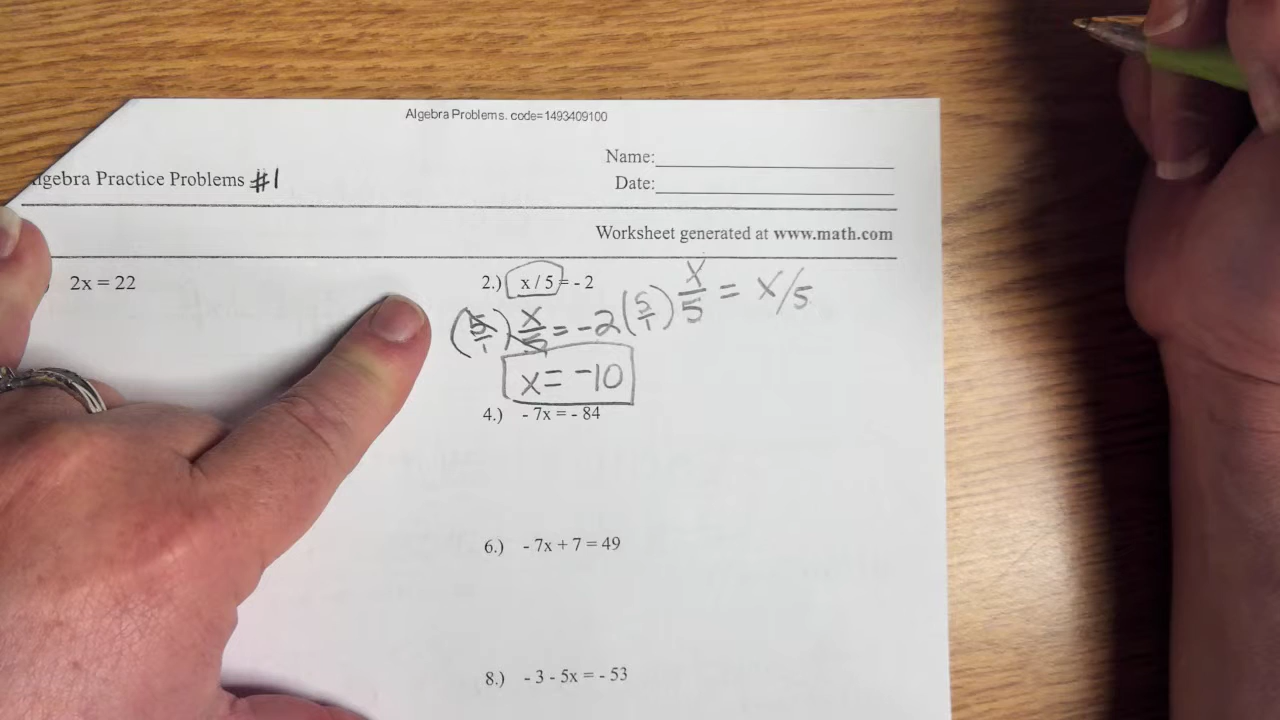 Algebra Problems. code=1493409100
Name:
Date:
gebra Practice Problems #1
Worksheet generated at www.math.com
2x = 22
2.) x / 5 = - 2
(5/1) x/5 = -2 (5/1) x/5 = x/5
x = -10
4.) - 7x = - 84
6.) - 7x + 7 = 49
8.) - 3 - 5x = - 53